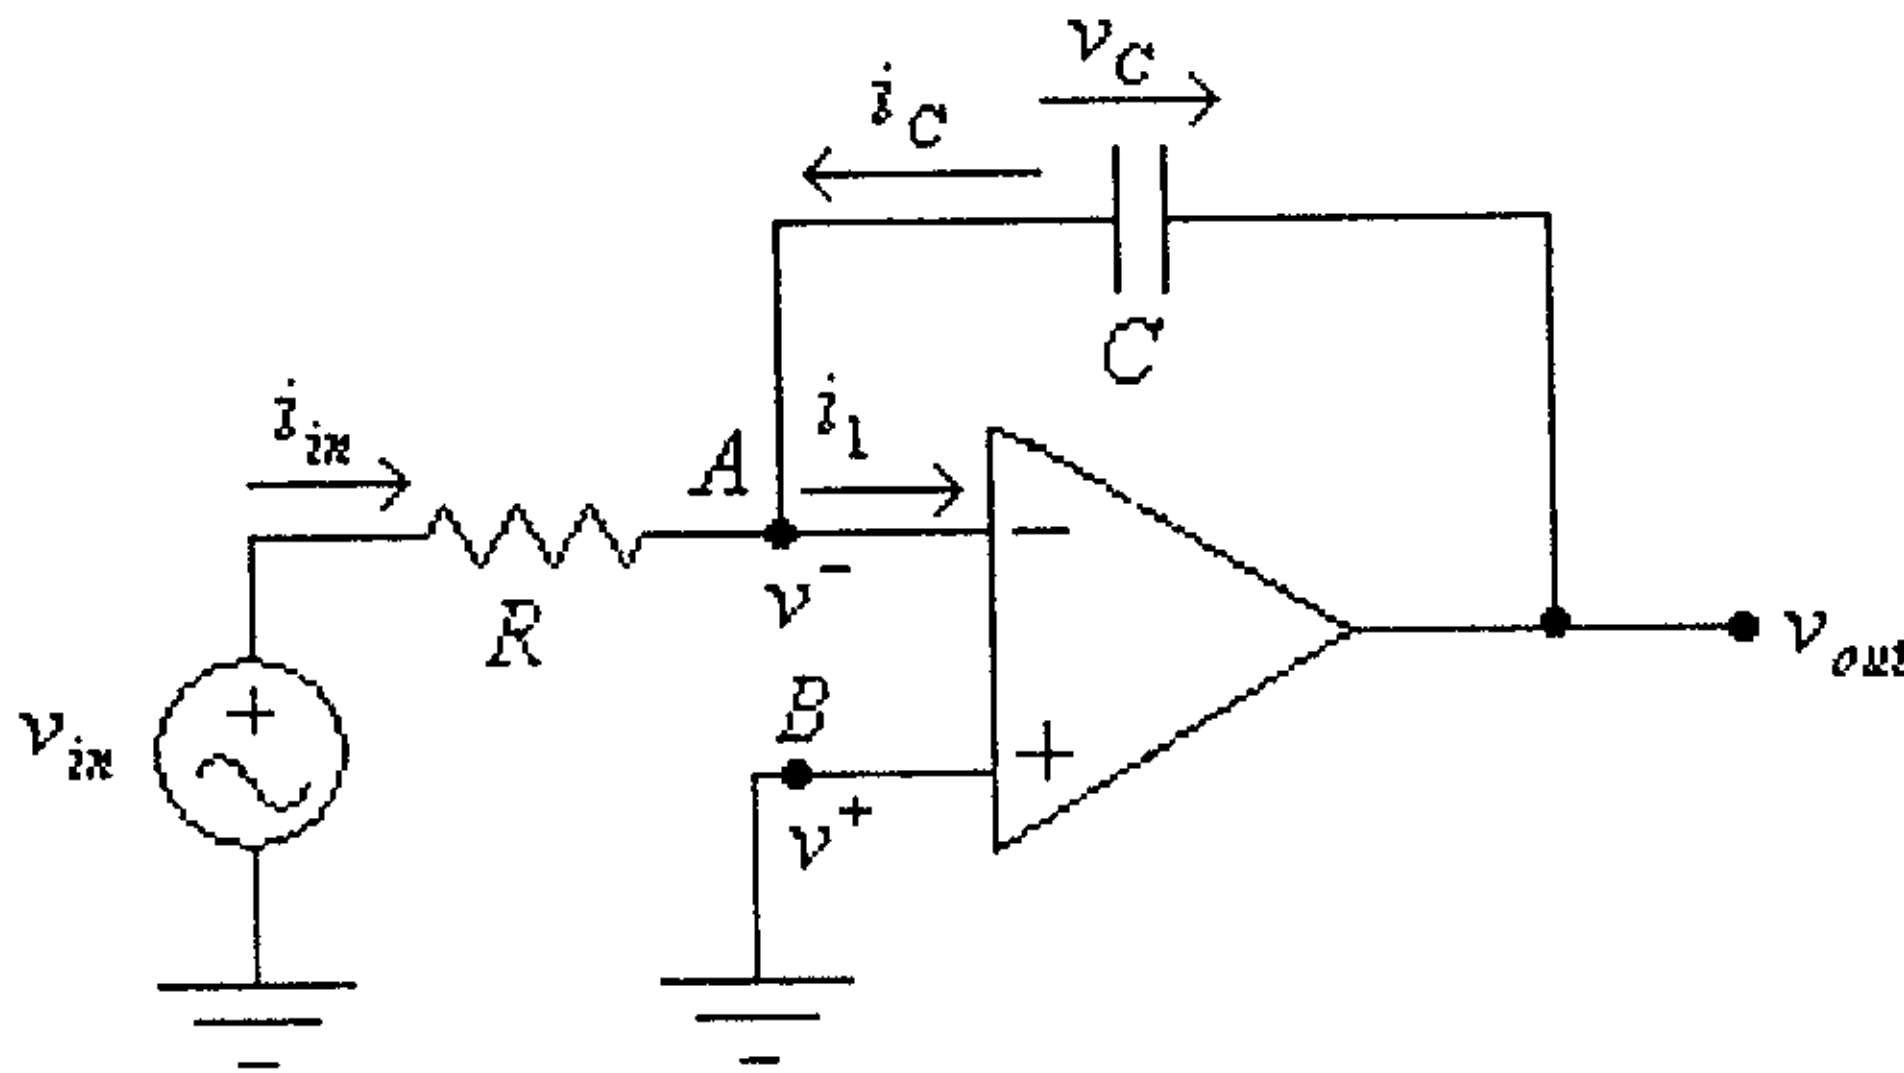 v_C
i_C
C
i_in
A
i_1
−
v^−
R
B
+
v_in
+
v^+
v_out